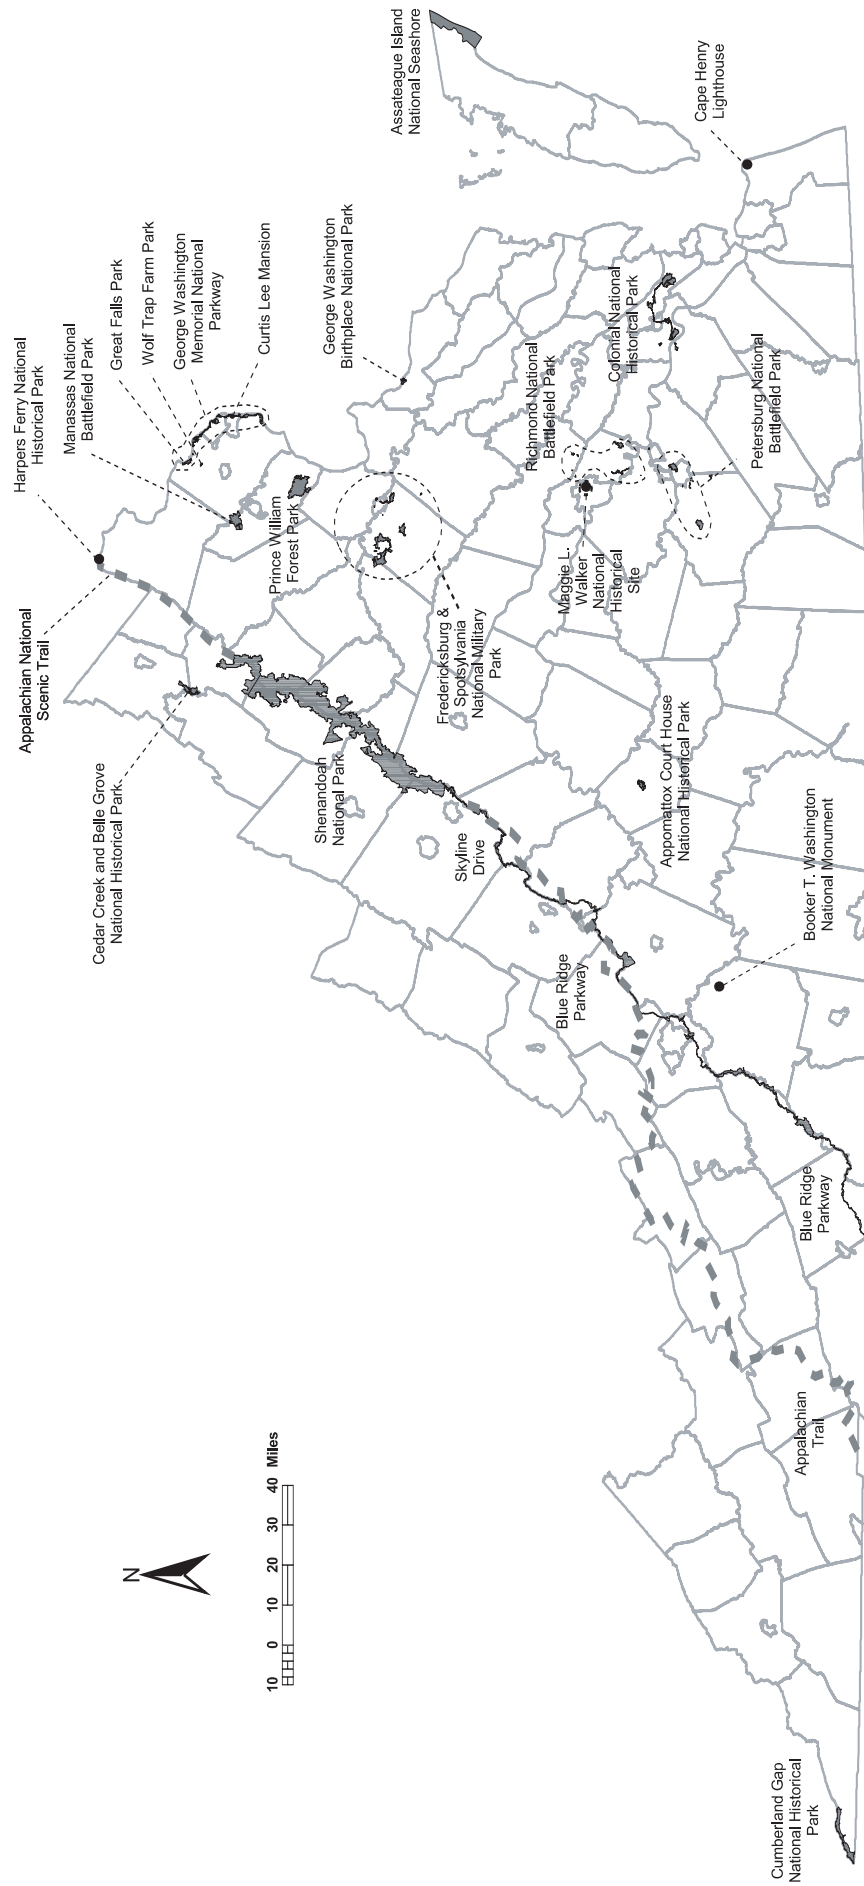 Harpers Ferry National
Historical Park
Appalachian National
Scenic Trail
Manassas National
Battlefield Park
Great Falls Park
Wolf Trap Farm Park
George Washington
Memorial National
Parkway
Curtis Lee Mansion
Cedar Creek and Belle Grove
National Historical Park
Prince William
Forest Park
George Washington
Birthplace National Park
Assateague Island
National Seashore
Shenandoah
National Park
Fredericksburg &
Spotsylvania
National Military
Park
Skyline
Drive
Richmond National
Battlefield Park
Maggie L.
Walker
National
Historical
Site
Colonial National
Historical Park
Cape Henry
Lighthouse
Blue Ridge
Parkway
Appomattox Court House
National Historical Park
Petersburg National
Battlefield Park
Booker T. Washington
National Monument
Blue Ridge
Parkway
Appalachian
Trail
Cumberland Gap
National Historical
Park
N
10 0 10 20 30 40 Miles